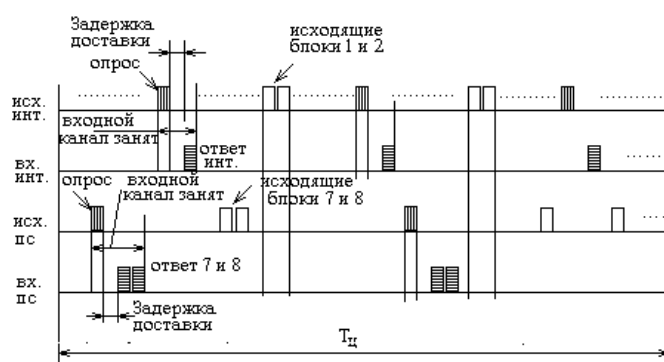 Задержка
доставки
опрос
исходящие
блоки 1 и 2
исх.
инт.
входной
канал занят
ответ
инт.
вх.
инт.
опрос
входной
канал занят
исходящие
блоки 7 и 8
исх.
пс
ответ 7 и 8
вх.
пс
Задержка
доставки
Тц